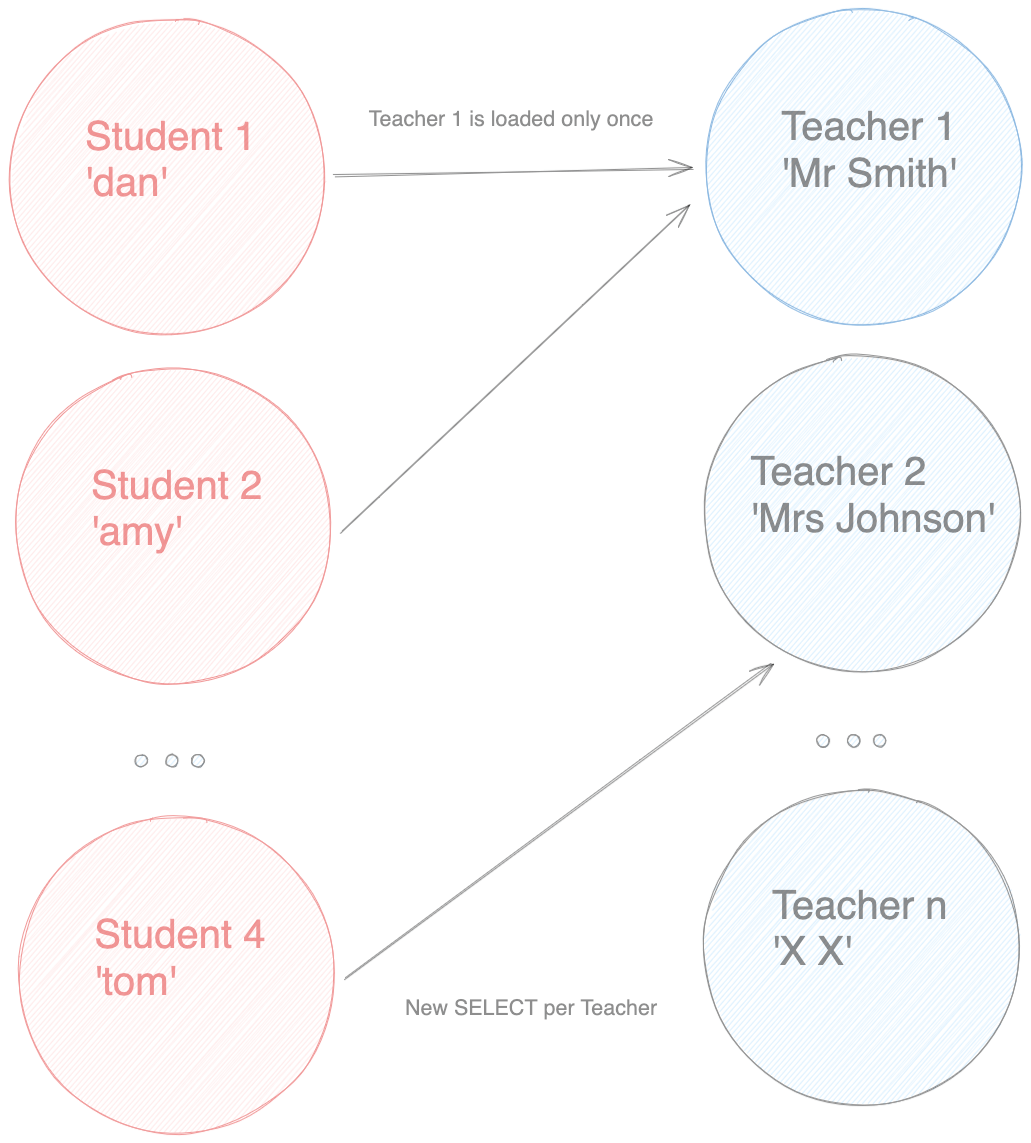 Student 1
'dan'
Teacher 1 is loaded only once
Teacher 1
'Mr Smith'
Student 2
'amy'
Teacher 2
'Mrs Johnson'
Student 4
'tom'
New SELECT per Teacher
Teacher n
'X X'